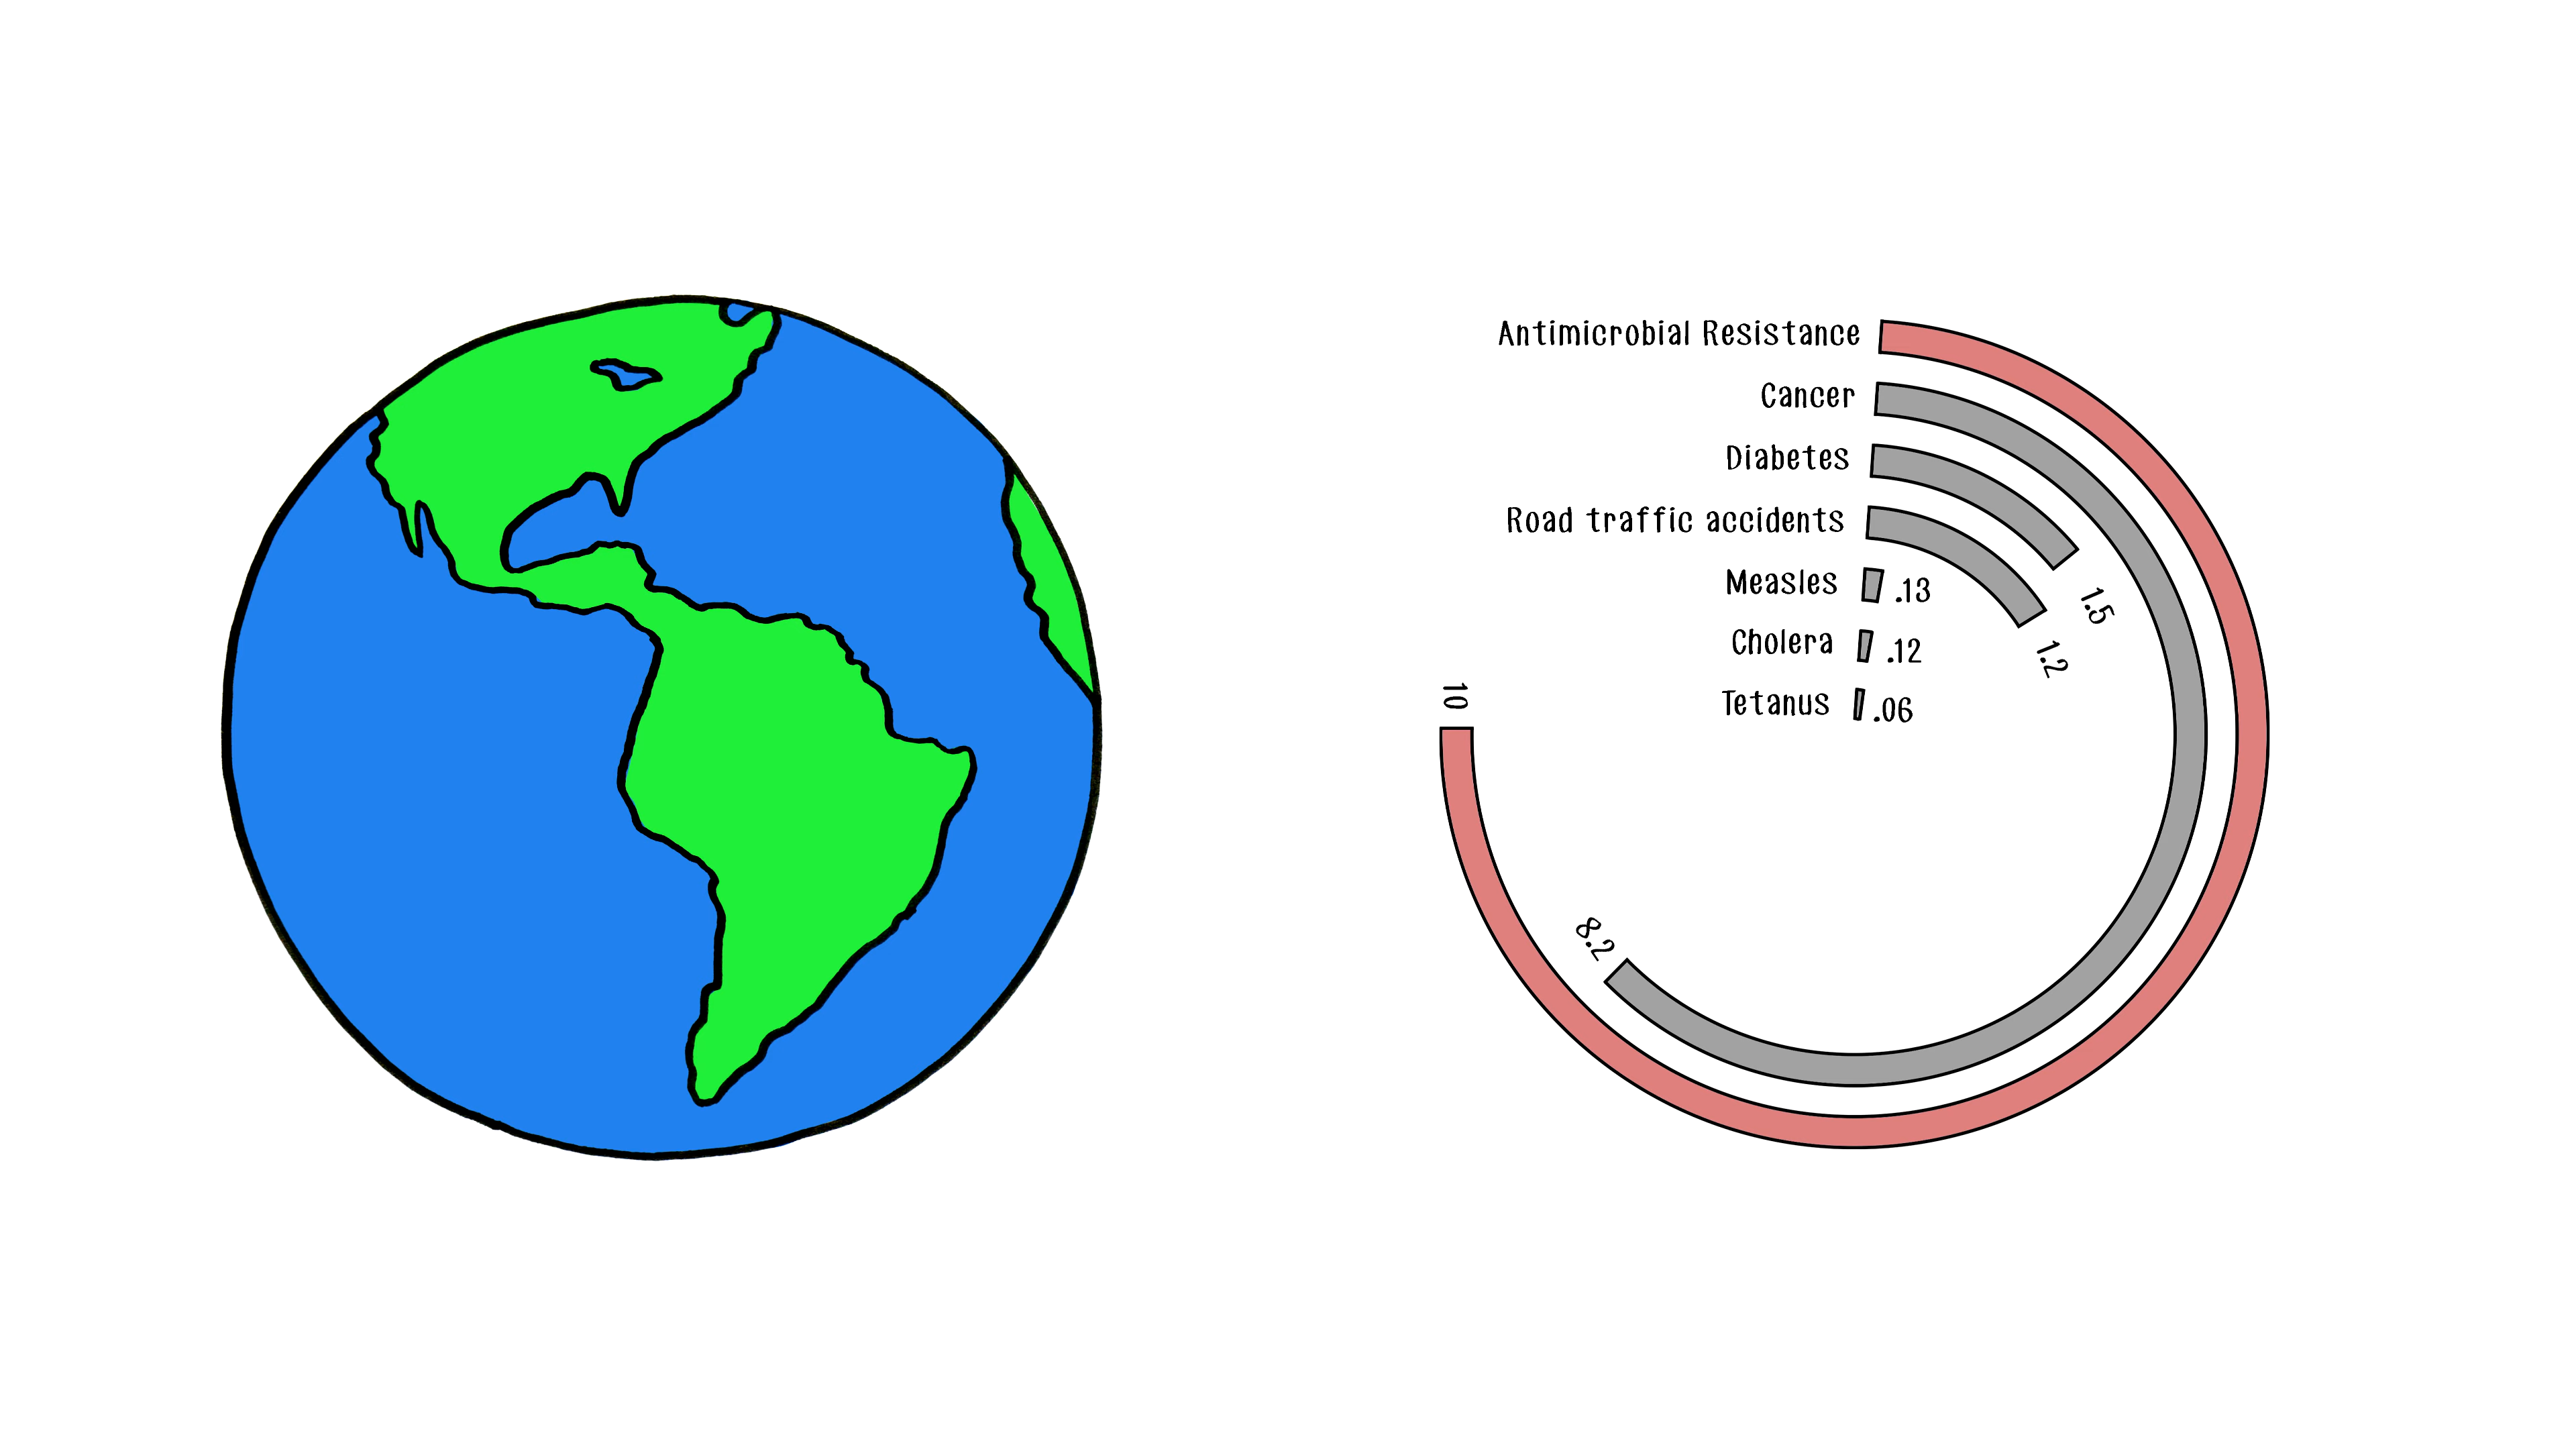 Antimicrobial Resistance
Cancer
Diabetes
Road traffic accidents
Measles .13
Cholera .12
Tetanus .06
1.5
1.2
10
8.2